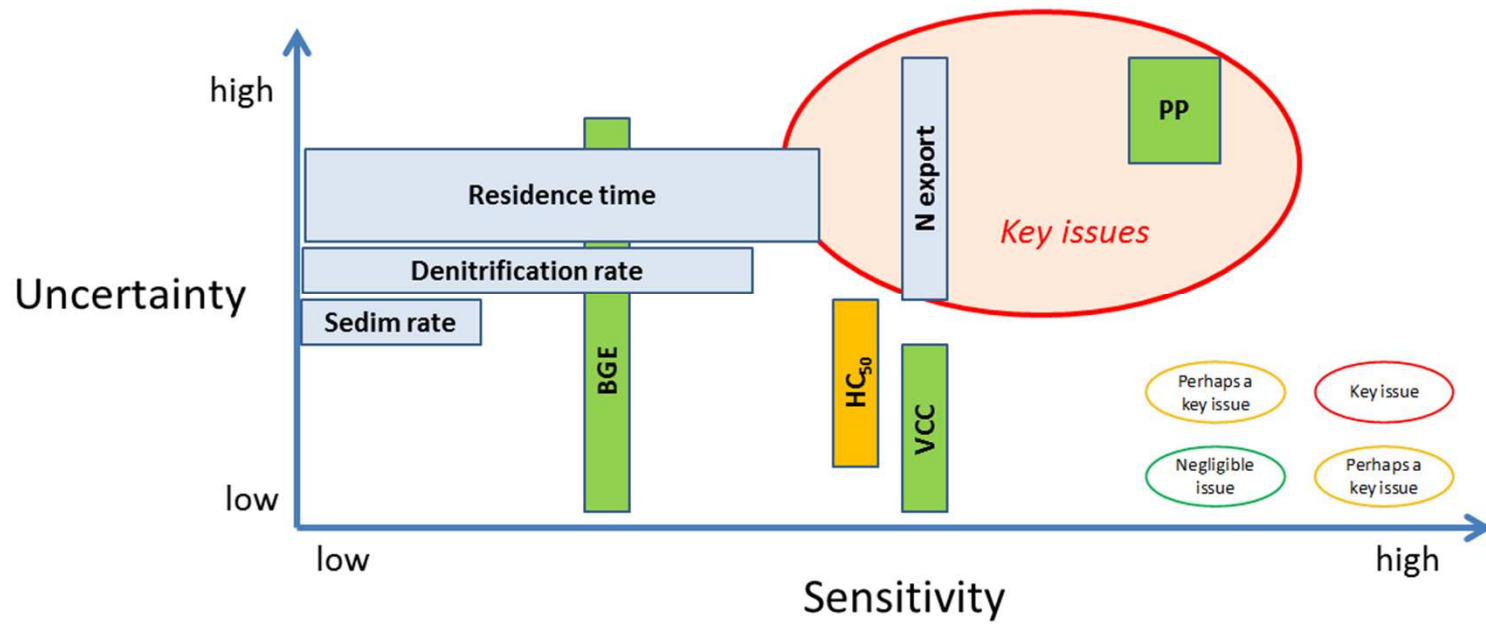 high
PP
N export
Residence time
Key issues
Denitrification rate
Uncertainty
Sedim rate
BGE
HC₅₀
VCC
Perhaps a
key issue
Key issue
Negligible
issue
Perhaps a
key issue
low
low
high
Sensitivity